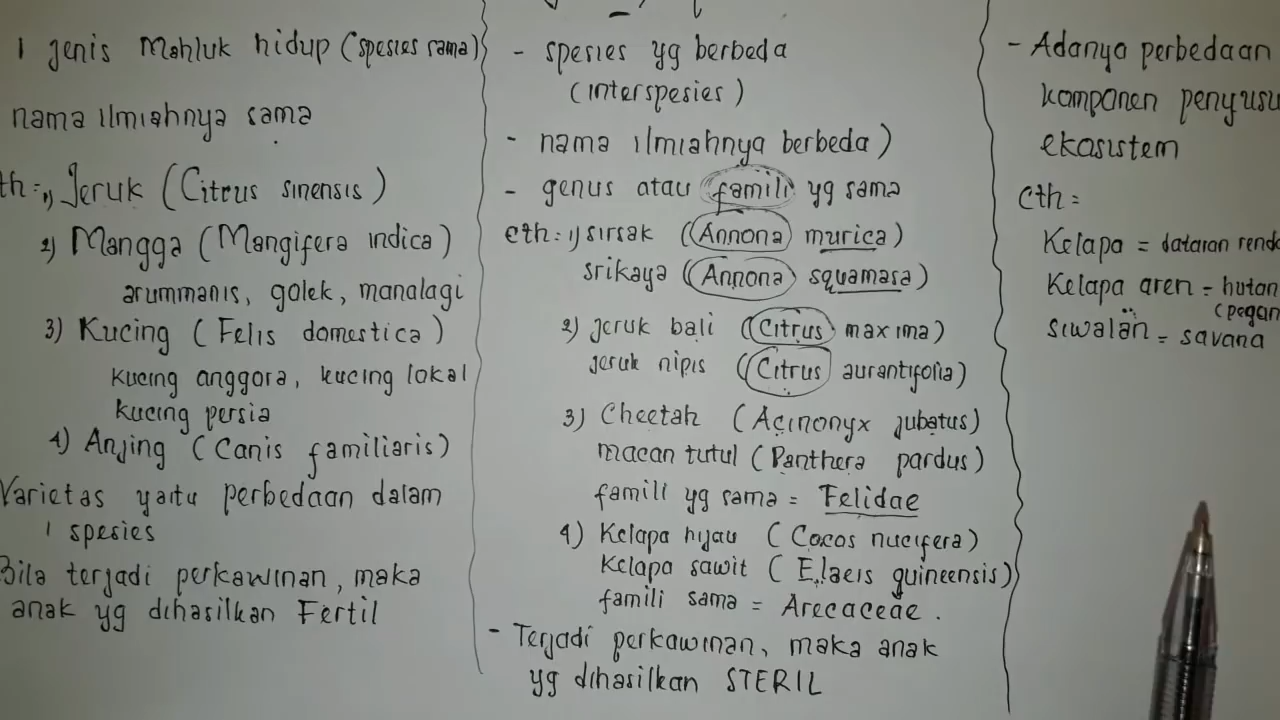 1 jenis Mahluk hidup (spesies sama)
nama ilmiahnya sama
cth = 1) Jeruk (Citrus sinensis)
2) Mangga (Mangifera indica)
arummanis, golek, manalagi
3) Kucing (Felis domestica)
kucing anggora, kucing lokal
kucing persia
4) Anjing (Canis familiaris)
Varietas yaitu perbedaan dalam
1 spesies
Bila terjadi perkawinan, maka
anak yg dihasilkan Fertil
- spesies yg berbeda
(interspesies)
- nama ilmiahnya berbeda)
- genus atau famili yg sama
cth : 1) sirsak (Annona murica)
srikaya (Annona squamasa)
2) Jeruk bali (Citrus maxima)
Jeruk nipis (Citrus aurantifolia)
3) Cheetah (Acinonyx jubatus)
macan tutul (Panthera pardus)
famili yg sama = Felidae
4) Kelapa hijau (Cocos nucifera)
Kelapa sawit (Elaeis guineensis)
famili sama = Arecaceae.
- Terjadi perkawinan, maka anak
yg dihasilkan STERIL
- Adanya perbedaan
komponen penyusu
ekosistem
cth =
Kelapa = dataran rend
Kelapa aren = hutan
(pegan
siwalan = savana